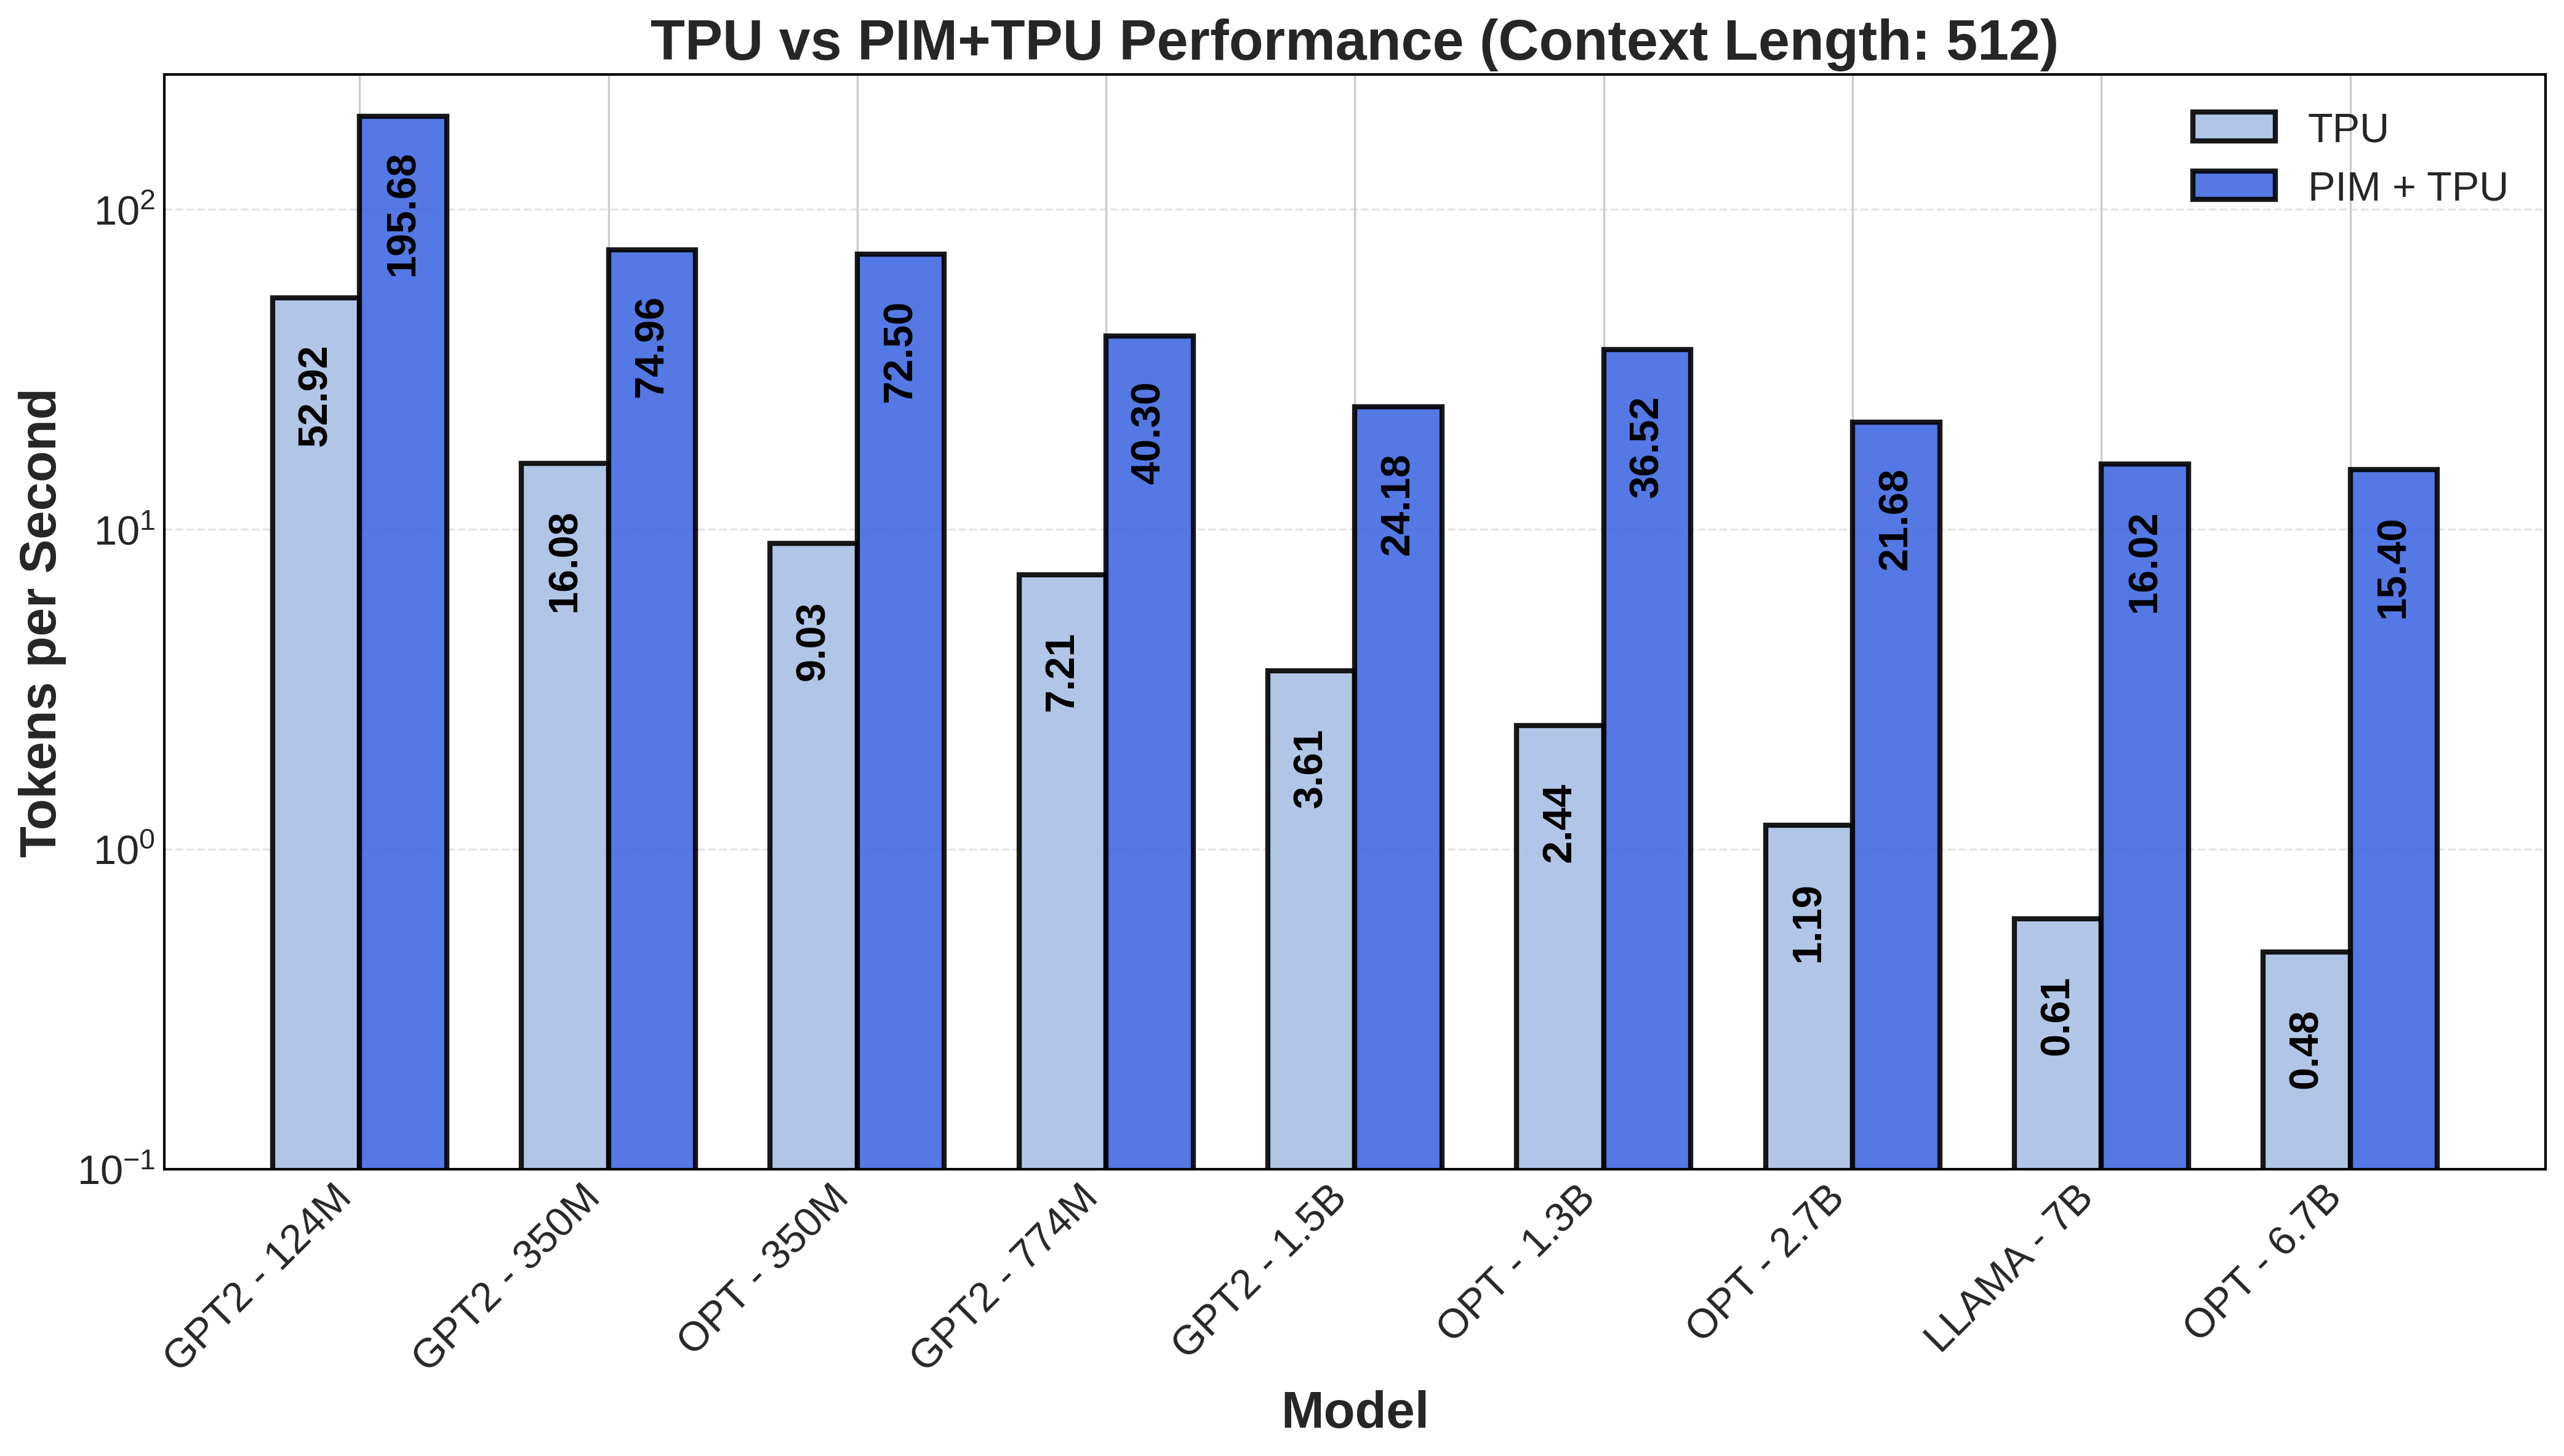 TPU vs PIM+TPU Performance (Context Length: 512)
TPU
PIM + TPU
Tokens per Second
10²
10¹
10⁰
10⁻¹
52.92
195.68
16.08
74.96
9.03
72.50
7.21
40.30
3.61
24.18
2.44
36.52
1.19
21.68
0.61
16.02
0.48
15.40
GPT2 - 124M
GPT2 - 350M
OPT - 350M
GPT2 - 774M
GPT2 - 1.5B
OPT - 1.3B
OPT - 2.7B
LLAMA - 7B
OPT - 6.7B
Model